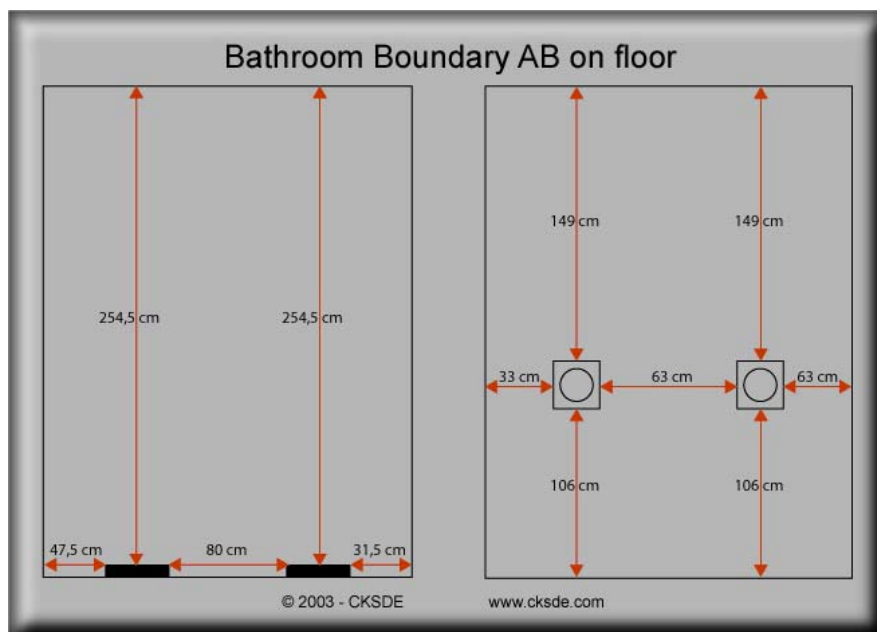 Bathroom Boundary AB on floor
149 cm 149 cm
254,5 cm 254,5 cm
33 cm 63 cm 63 cm
106 cm 106 cm
47,5 cm 80 cm 31,5 cm
© 2003 - CKSDE www.cksde.com